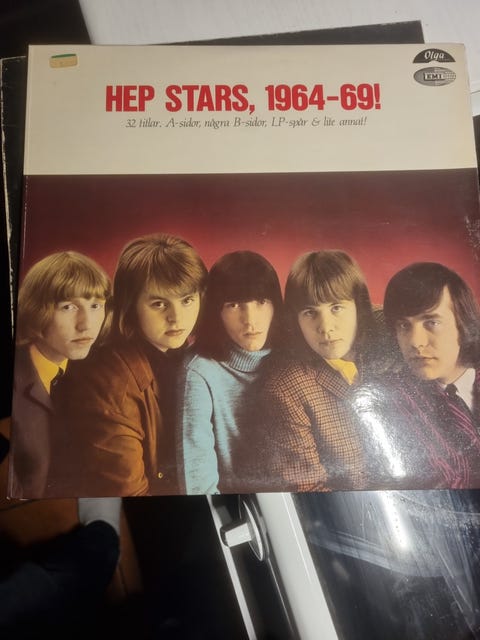 Olga
EMI
HEP STARS, 1964-69!
32 titlar. A-sidor, några B-sidor, LP-spår & lite annat!